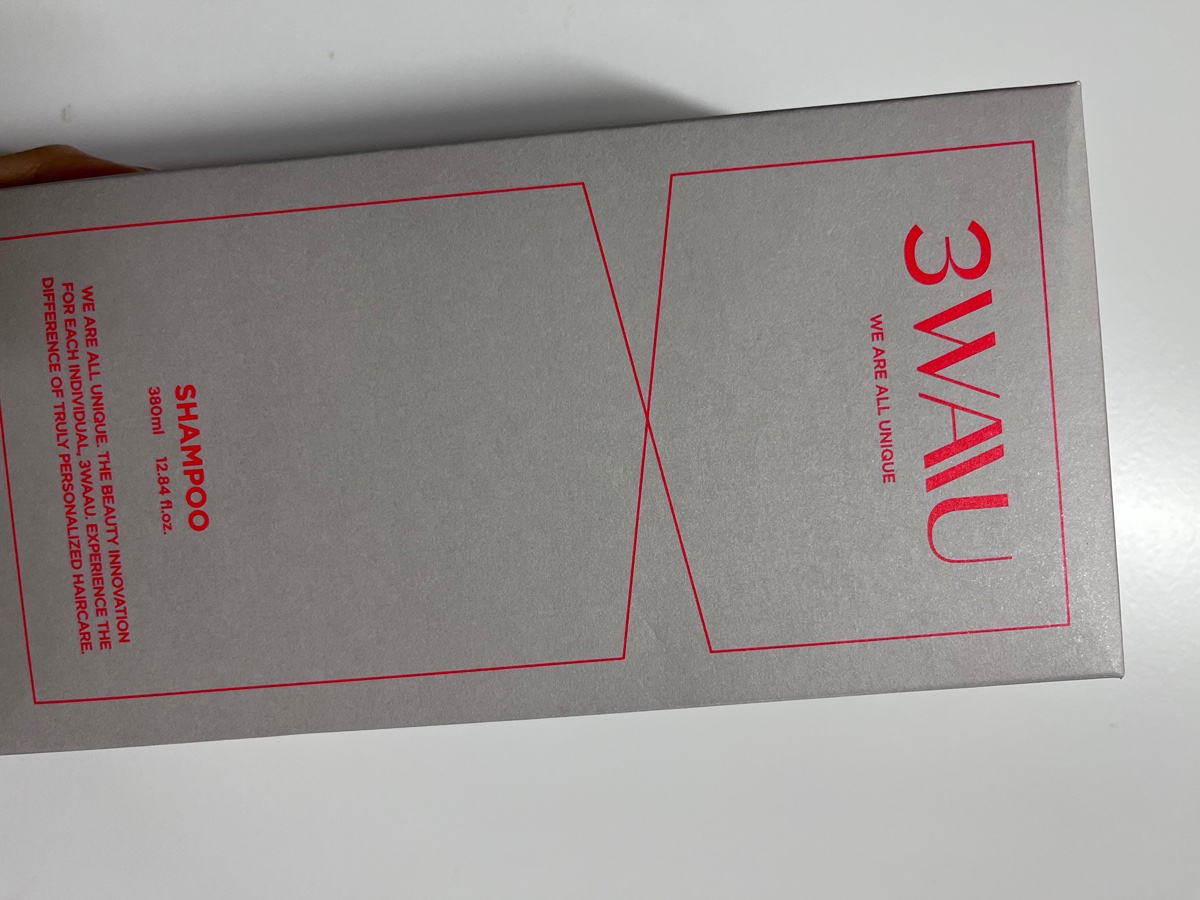 3WAAU
WE ARE ALL UNIQUE
SHAMPOO
380ml 12.84 fl.oz.
WE ARE ALL UNIQUE. THE BEAUTY INNOVATION
FOR EACH INDIVIDUAL, 3WAAU. EXPERIENCE THE
DIFFERENCE OF TRULY PERSONALIZED HAIRCARE.